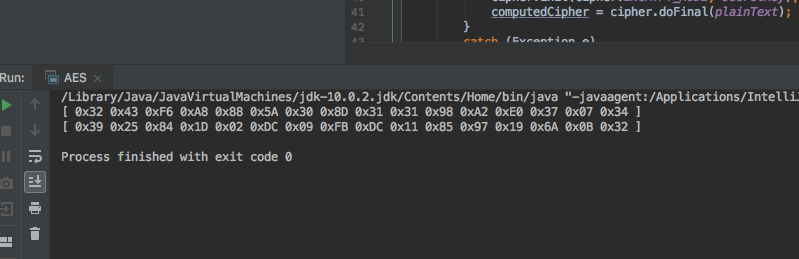 41 computedCipher = cipher.doFinal(plainText);
42 }
catch (Exception e)
Run: AES ×
/Library/Java/JavaVirtualMachines/jdk-10.0.2.jdk/Contents/Home/bin/java "-javaagent:/Applications/IntelliJ
[ 0x32 0x43 0xF6 0xA8 0x88 0x5A 0x30 0x8D 0x31 0x31 0x98 0xA2 0xE0 0x37 0x07 0x34 ]
[ 0x39 0x25 0x84 0x1D 0x02 0xDC 0x09 0xFB 0xDC 0x11 0x85 0x97 0x19 0x6A 0x0B 0x32 ]
Process finished with exit code 0